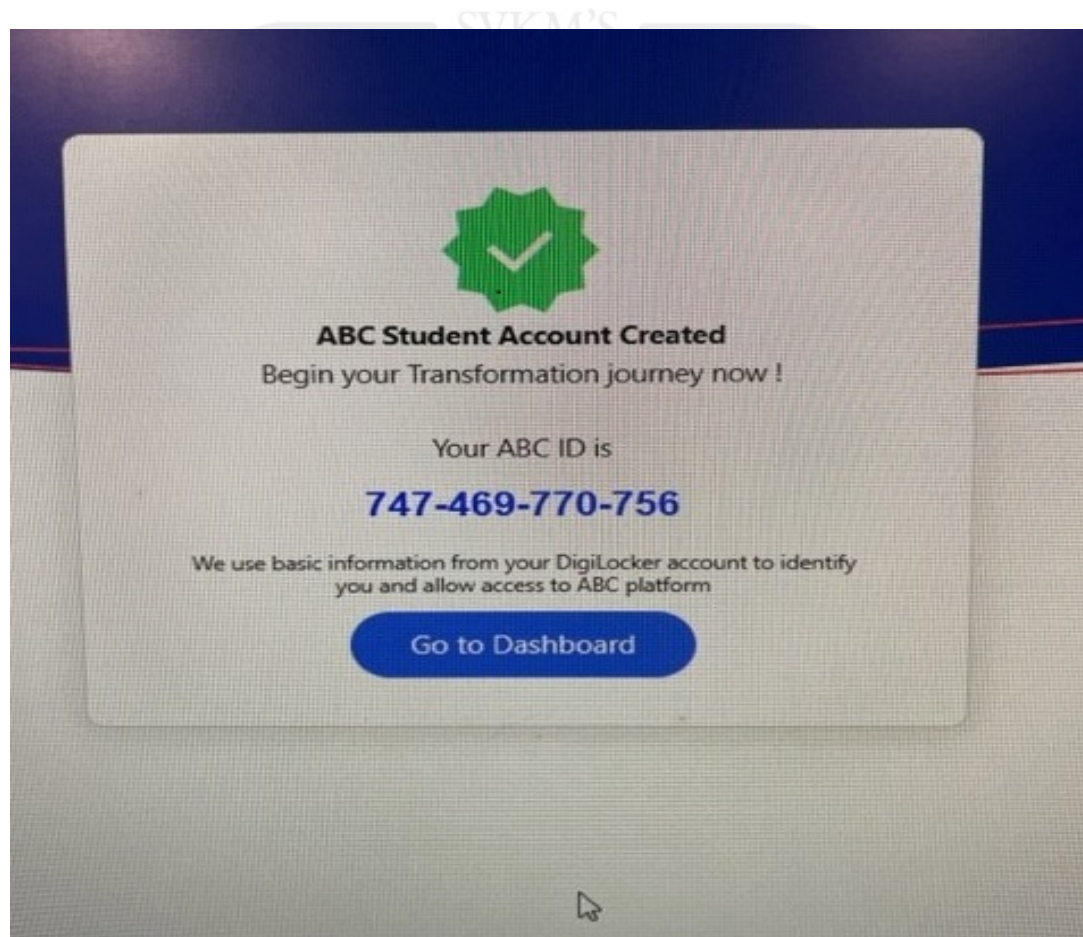 SVKM'S
ABC Student Account Created
Begin your Transformation journey now !
Your ABC ID is
747-469-770-756
We use basic information from your DigiLocker account to identify
you and allow access to ABC platform
Go to Dashboard